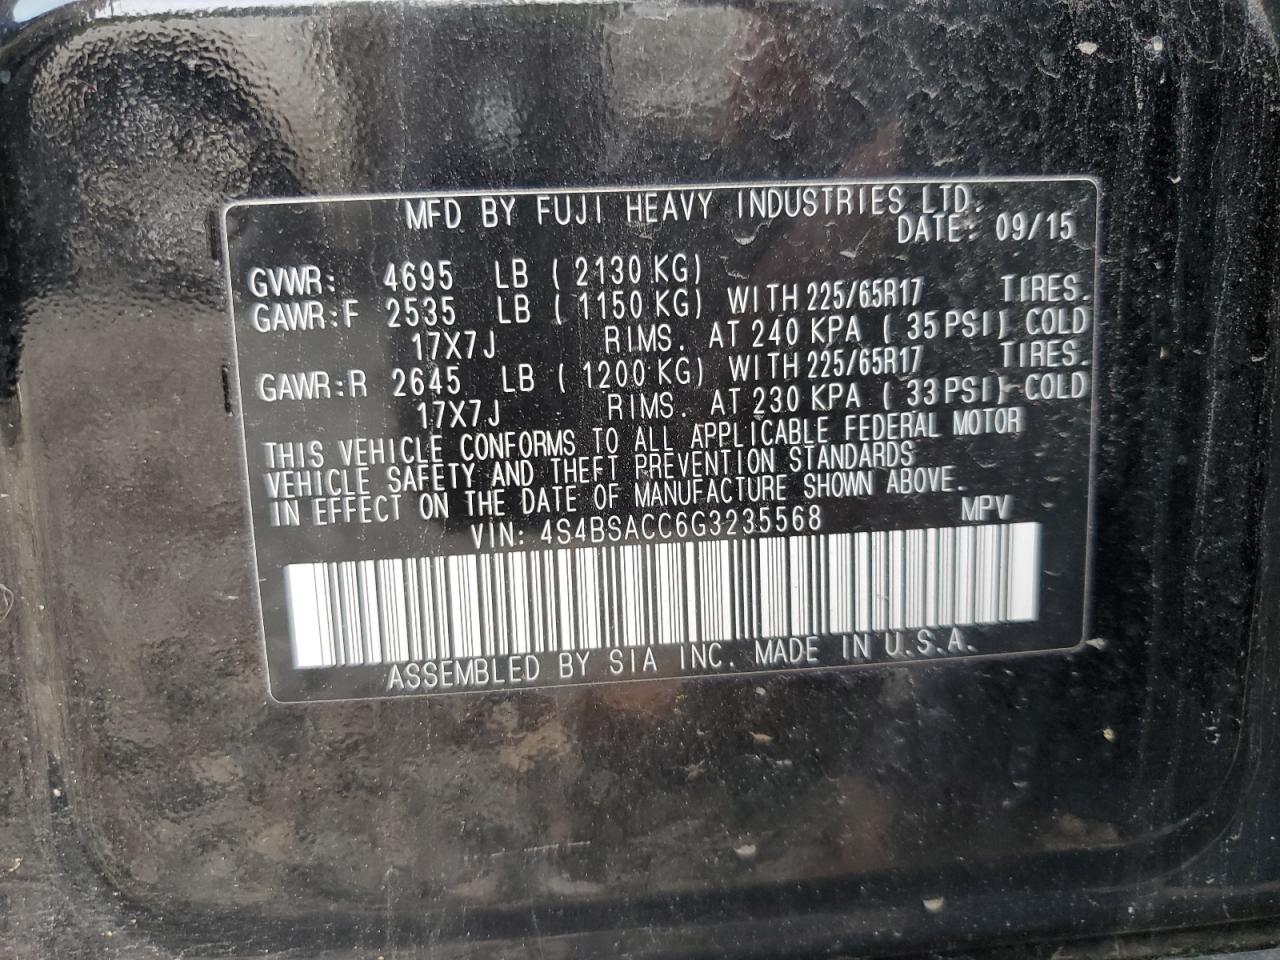 MFD BY FUJI HEAVY INDUSTRIES LTD.
DATE: 09/15
GVWR: 4695 LB ( 2130 KG)
GAWR:F 2535 LB ( 1150 KG) WITH 225/65R17 TIRES.
17X7J RIMS. AT 240 KPA ( 35 PSI) COLD
GAWR:R 2645 LB ( 1200 KG) WITH 225/65R17 TIRES.
17X7J RIMS. AT 230 KPA ( 33 PSI) COLD
THIS VEHICLE CONFORMS TO ALL APPLICABLE FEDERAL MOTOR
VEHICLE SAFETY AND THEFT PREVENTION STANDARDS
IN EFFECT ON THE DATE OF MANUFACTURE SHOWN ABOVE.
VIN: 4S4BSACC6G3235568 MPV
ASSEMBLED BY SIA INC. MADE IN U.S.A.